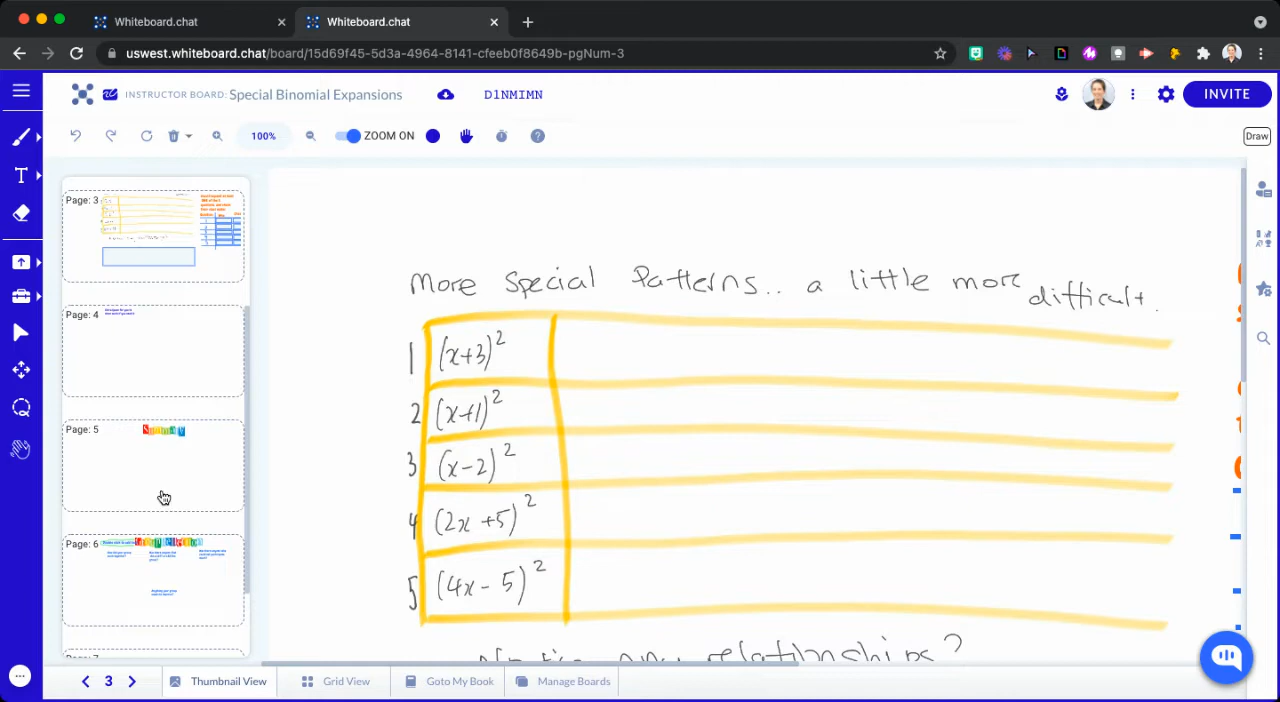 Whiteboard.chat
Whiteboard.chat
uswest.whiteboard.chat/board/15d69f45-5d3a-4964-8141-cfeeb0f8649b-pgNum-3
INSTRUCTOR BOARD: Special Binomial Expansions
D1NMIMN
INVITE
100%
ZOOM ON
Draw
Page: 3
Page: 4
Page: 5
Summary
Page: 6
More Special Patterns.. a little more difficult.
1 (x+3)²
2 (x+1)²
3 (x-2)²
4 (2x+5)²
5 (4x-5)²
relationships?
3
Thumbnail View
Grid View
Goto My Book
Manage Boards